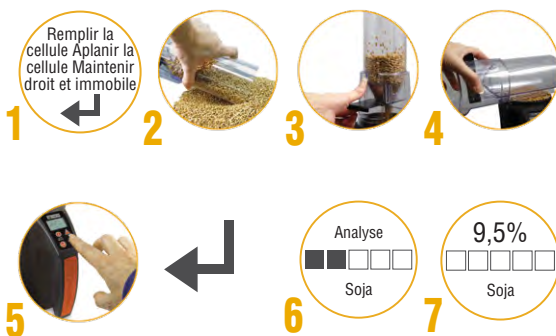 Remplir la
cellule Aplanir la
cellule Maintenir
droit et immobile
1
2
3
4
5
Analyse
Soja
6
9,5%
Soja
7